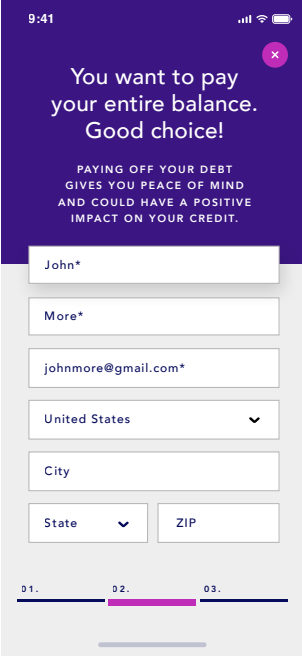 9:41
You want to pay
your entire balance.
Good choice!
PAYING OFF YOUR DEBT
GIVES YOU PEACE OF MIND
AND COULD HAVE A POSITIVE
IMPACT ON YOUR CREDIT.
John*
More*
johnmore@gmail.com*
United States
City
State ZIP
01. 02. 03.